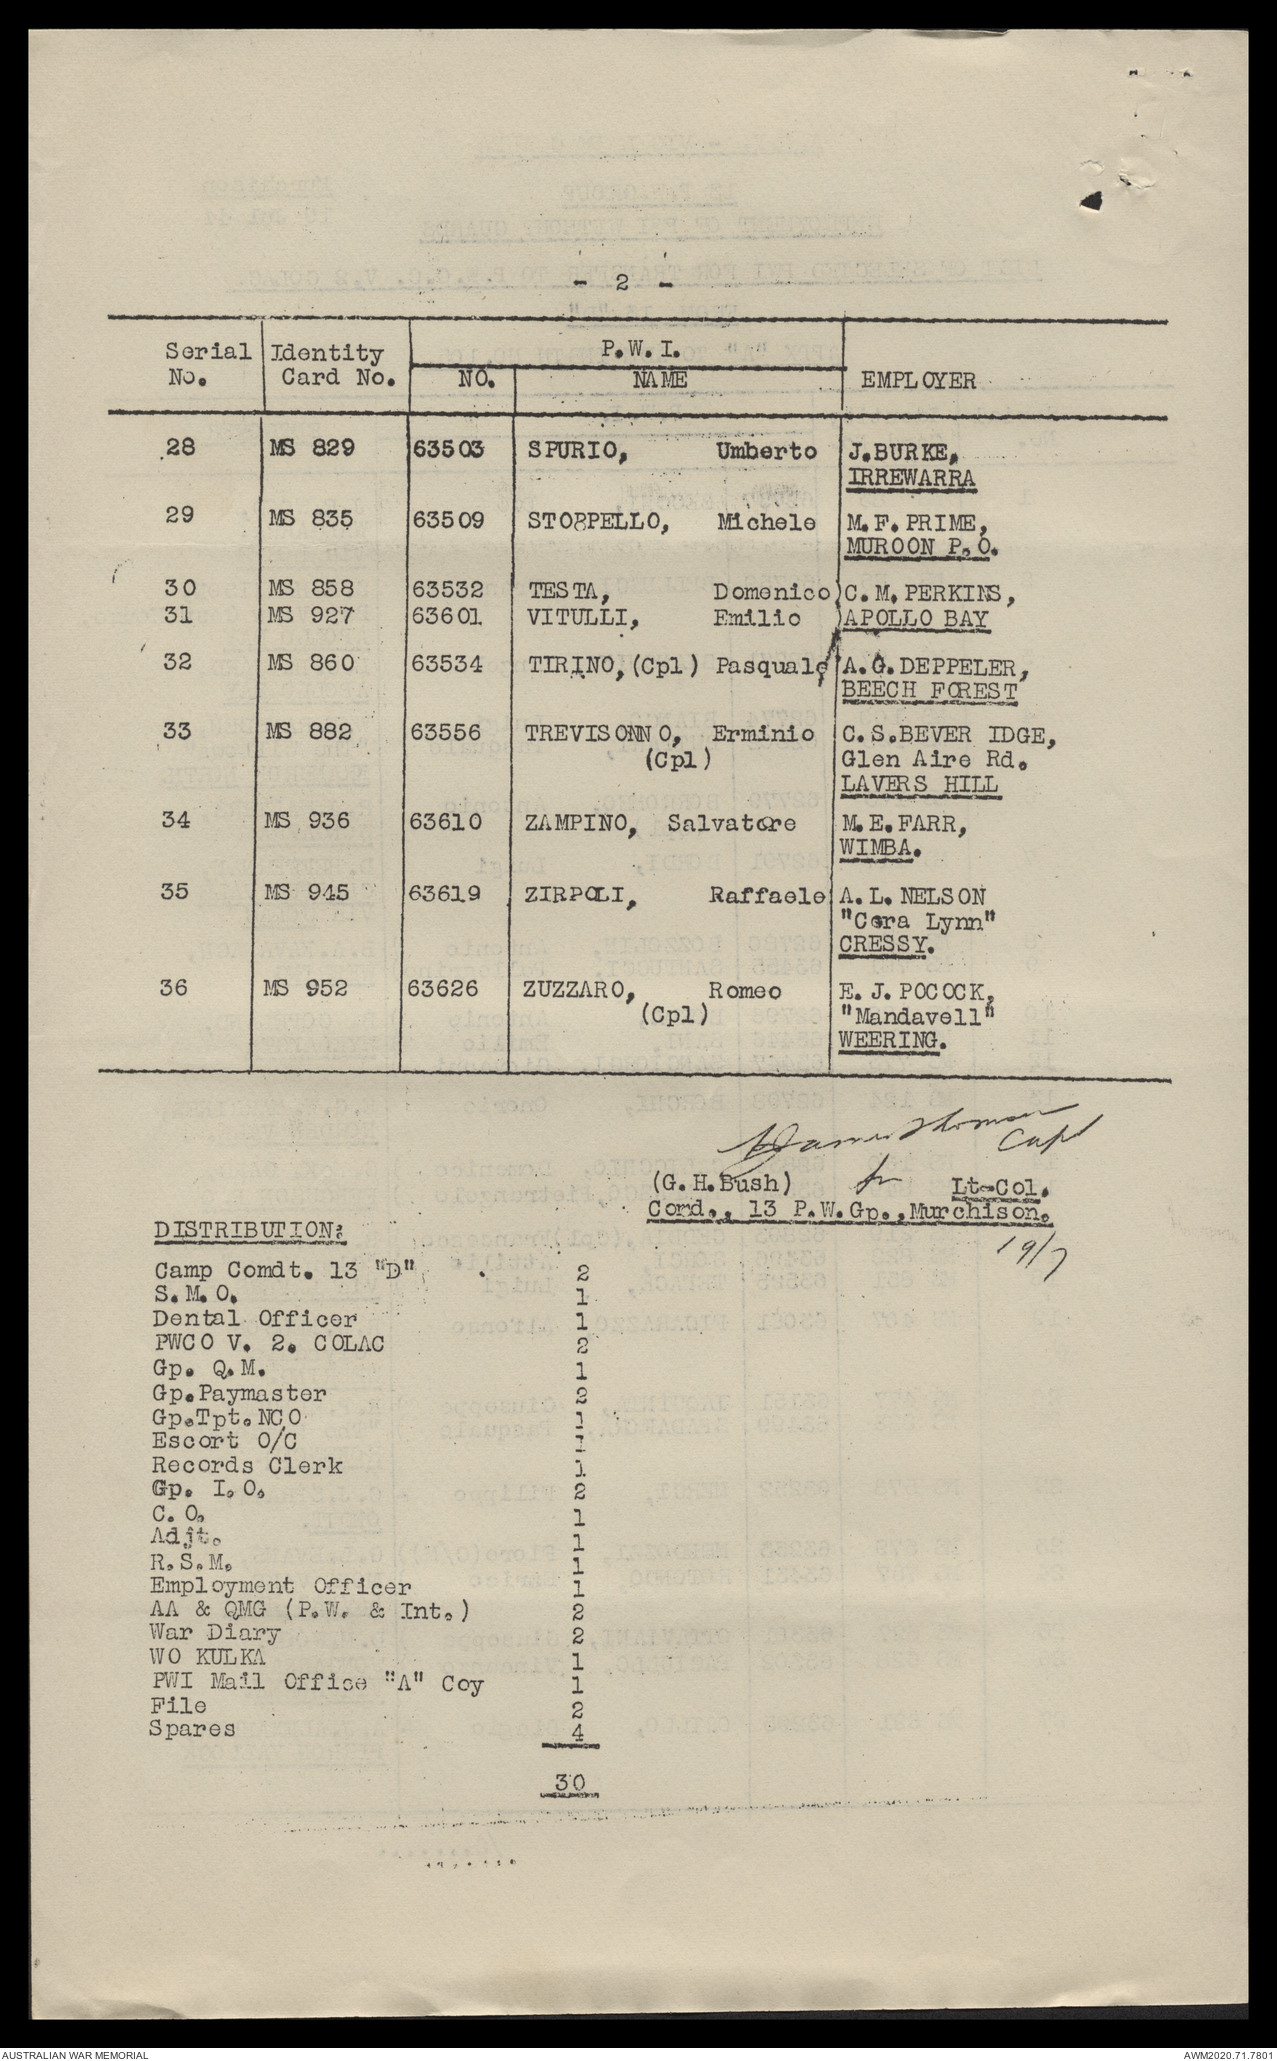 - 2 -
Serial No. Identity Card No. P.W.I. NO. NAME EMPLOYER
28 MS 829 63503 SPURIO, Umberto J.BURKE,
IRREWARRA
29 MS 835 63509 STOPPELLO, Michele M.F.PRIME,
MUROON P.O.
30 MS 858 63532 TESTA, Domenico) C.M.PERKINS,
31 MS 927 63601 VITULLI, Emilio )APOLLO BAY
32 MS 860 63534 TIRINO,(Cpl) Pasquale A.G.DEPPELER,
BEECH FOREST
33 MS 882 63556 TREVISONNO, Erminio C.S.BEVERIDGE,
(Cpl) Glen Aire Rd.
LAVERS HILL
34 MS 936 63610 ZAMPINO, Salvatore M.E.FARR,
WIMBA.
35 MS 945 63619 ZIRPOLI, Raffaele A.L.NELSON
"Cora Lynn"
CRESSY.
36 MS 952 63626 ZUZZARO, Romeo E.J.POCOCK,
(Cpl) "Mandavell"
WEERING.
Capt
(G.H.Bush) for Lt-Col.
Comd., 13 P.W.Gp.,Murchison.
19/7
DISTRIBUTION:
Camp Comdt. 13 "D" 2
S.M.O. 1
Dental Officer 1
PWCO V. 2. COLAC 2
Gp. Q.M. 1
Gp.Paymaster 2
Gp.Tpt.NCO 1
Escort O/C 1
Records Clerk 1
Gp. I.O. 2
C.O. 1
Adjt. 1
R.S.M. 1
Employment Officer 1
AA & QMG (P.W. & Int.) 2
War Diary 2
WO KULKA 1
PWI Mail Office "A" Coy 1
File 2
Spares 4
30
AUSTRALIAN WAR MEMORIAL AWM2020.71.7801